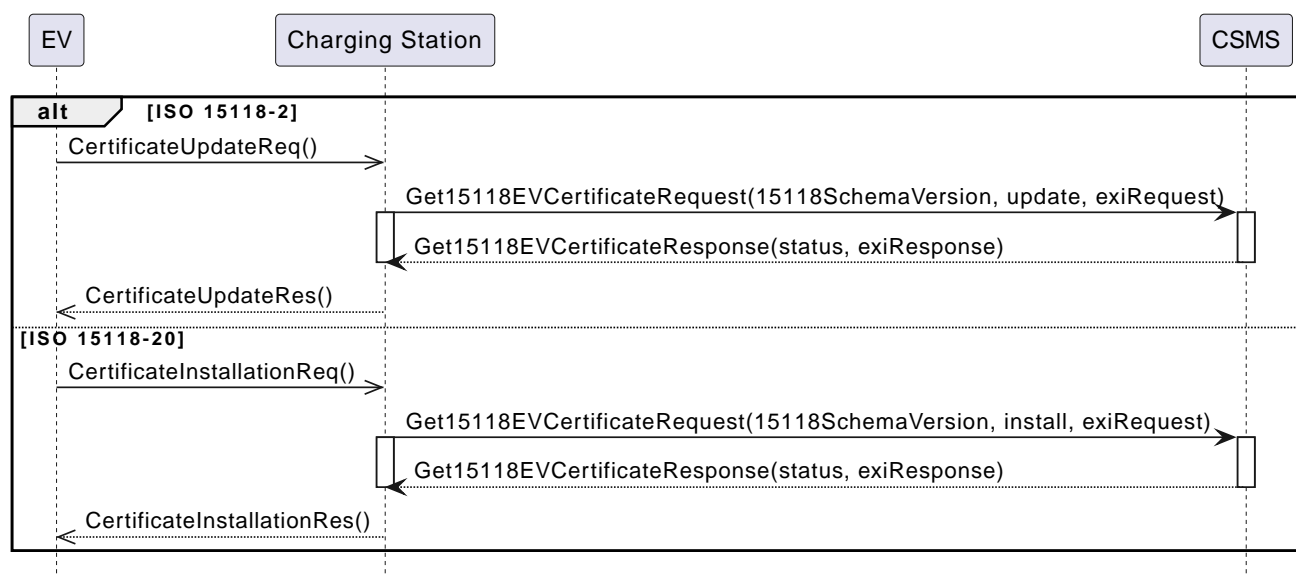 EV
Charging Station
CSMS
alt
[ISO 15118-2]
CertificateUpdateReq()
Get15118EVCertificateRequest(15118SchemaVersion, update, exiRequest)
Get15118EVCertificateResponse(status, exiResponse)
CertificateUpdateRes()
[ISO 15118-20]
CertificateInstallationReq()
Get15118EVCertificateRequest(15118SchemaVersion, install, exiRequest)
Get15118EVCertificateResponse(status, exiResponse)
CertificateInstallationRes()